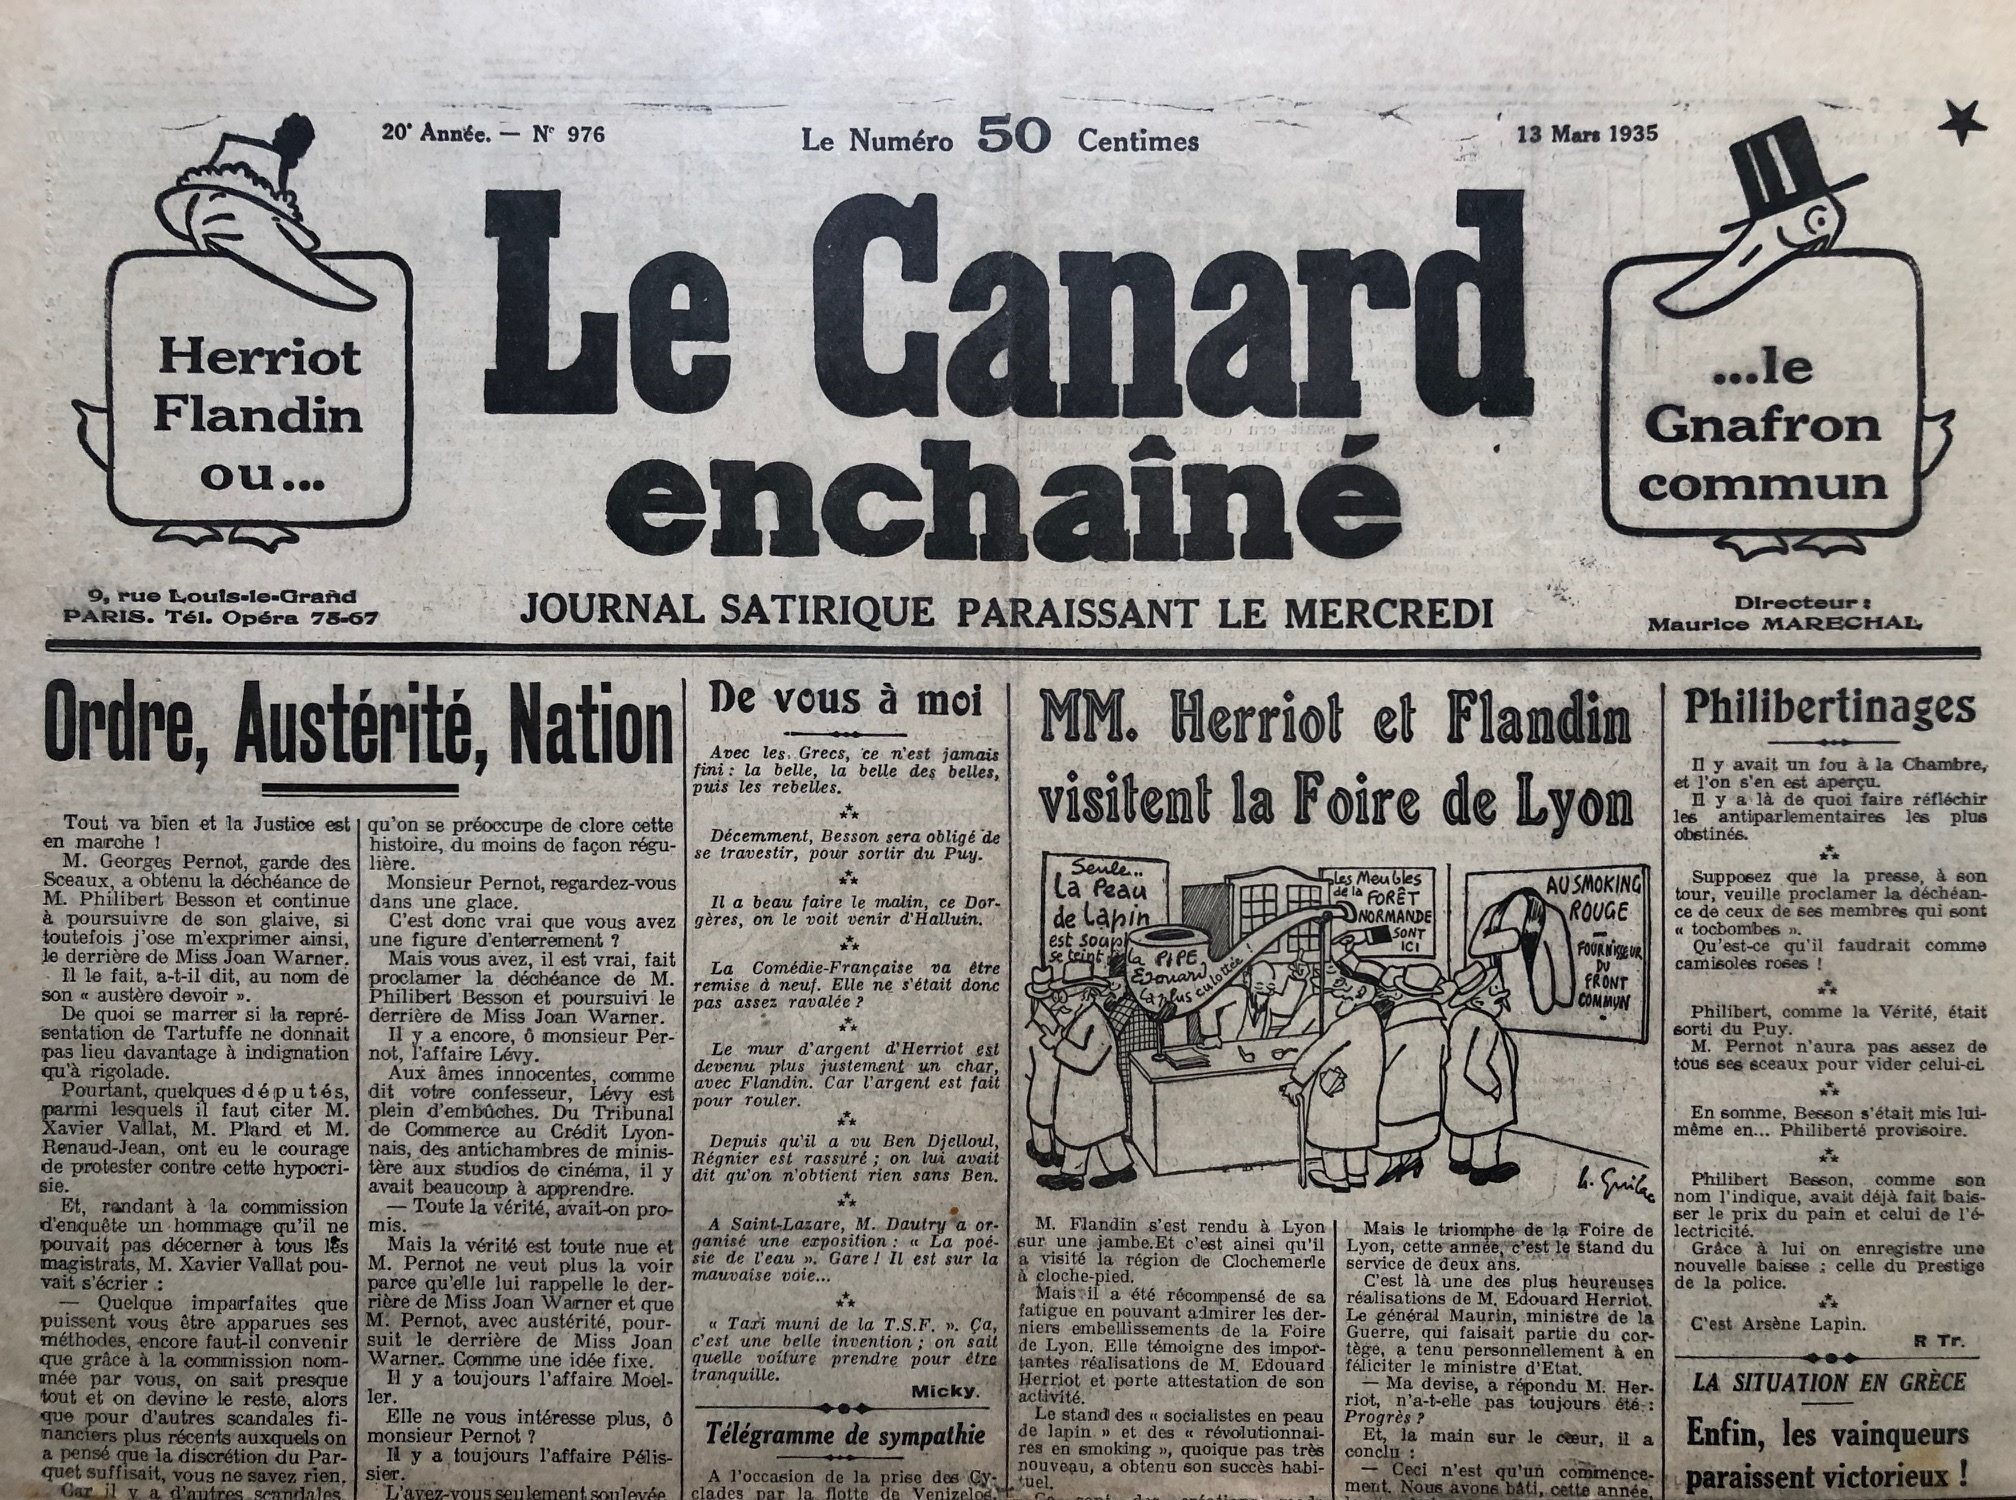 20e Année. — No 976
Le Numéro 50 Centimes
13 Mars 1935
Herriot
Flandin
ou...
Le Canard
enchaîné
...le
Gnafron
commun
9, rue Louis-le-Grand
PARIS. Tél. Opéra 75-67
JOURNAL SATIRIQUE PARAISSANT LE MERCREDI
Directeur :
Maurice MARECHAL
Ordre, Austérité, Nation
Tout va bien et la Justice est
en marche !
M. Georges Pernot, garde des
Sceaux, a obtenu la déchéance de
M. Philibert Besson et continue
à poursuivre de son glaive, si
toutefois j'ose m'exprimer ainsi,
le derrière de Miss Joan Warner.
Il le fait, a-t-il dit, au nom de
son « austère devoir ».
De quoi se marrer si la repré-
sentation de Tartuffe ne donnait
pas lieu davantage à indignation
qu'à rigolade.
Pourtant, quelques députés,
parmi lesquels il faut citer M.
Xavier Vallat, M. Plard et M.
Renaud-Jean, ont eu le courage
de protester contre cette hypocri-
sie.
Et, rendant à la commission
d'enquête un hommage qu'il ne
pouvait pas décerner à tous les
magistrats, M. Xavier Vallat pou-
vait s'écrier :
— Quelque imparfaites que
puissent vous être apparues ses
méthodes, encore faut-il convenir
que grâce à la commission nom-
mée par vous, on sait presque
tout et on devine le reste, alors
que pour d'autres scandales fi-
nanciers plus récents auxquels on
a pensé que la discrétion du Par-
quet suffisait, vous ne savez rien.
Car il y a d'autres scandales
qu'on se préoccupe de clore cette
histoire, du moins de façon régu-
lière.
Monsieur Pernot, regardez-vous
dans une glace.
C'est donc vrai que vous avez
une figure d'enterrement ?
Mais vous avez, il est vrai, fait
proclamer la déchéance de M.
Philibert Besson et poursuivi le
derrière de Miss Joan Warner.
Il y a encore, ô monsieur Per-
not, l'affaire Lévy.
Aux âmes innocentes, comme
dit votre confesseur, Lévy est
plein d'embûches. Du Tribunal
de Commerce au Crédit Lyon-
nais, des antichambres de minis-
tère aux studios de cinéma, il y
avait beaucoup à apprendre.
— Toute la vérité, avait-on pro-
mis.
Mais la vérité est toute nue et
M. Pernot ne veut plus la voir
parce qu'elle lui rappelle le der-
rière de Miss Joan Warner et que
M. Pernot, avec austérité, pour-
suit le derrière de Miss Joan
Warner. Comme une idée fixe.
Il y a toujours l'affaire Moel-
ler.
Elle ne vous intéresse plus, ô
monsieur Pernot ?
Il y a toujours l'affaire Pélis-
sier.
L'avez-vous seulement soulevée
De vous à moi
Avec les Grecs, ce n'est jamais
fini : la belle, la belle des belles,
puis les rebelles.
Décemment, Besson sera obligé de
se travestir, pour sortir du Puy.
Il a beau faire le malin, ce Dor-
gères, on le voit venir d'Halluin.
La Comédie-Française va être
remise à neuf. Elle ne s'était donc
pas assez ravalée ?
Le mur d'argent d'Herriot est
devenu plus justement un char,
avec Flandin. Car l'argent est fait
pour rouler.
Depuis qu'il a vu Ben Djelloul,
Régnier est rassuré ; on lui avait
dit qu'on n'obtient rien sans Ben.
A Saint-Lazare, M. Dautry a or-
ganisé une exposition : « La poé-
sie de l'eau ». Gare ! Il est sur la
mauvaise voie...
« Taxi muni de la T.S.F. ». Ça,
c'est une belle invention ; on sait
quelle voiture prendre pour être
tranquille.
Micky.
Télégramme de sympathie
A l'occasion de la prise des Cy-
clades par la flotte de Venizelos,
MM. Herriot et Flandin
visitent la Foire de Lyon
Seule...
La Peau
de Lapin
est soupl
se teint
la PIPE
Edouard
la plus culottée !
Les Meubles
de la
FORÊT
NORMANDE
SONT
ICI
AU SMOKING
ROUGE
—
FOURNISSEUR
DU
FRONT
COMMUN
h. Guilac
M. Flandin s'est rendu à Lyon
sur une jambe. Et c'est ainsi qu'il
a visité la région de Clochemerle
à cloche-pied.
Mais il a été récompensé de sa
fatigue en pouvant admirer les der-
niers embellissements de la Foire
de Lyon. Elle témoigne des impor-
tantes réalisations de M. Edouard
Herriot et porte attestation de son
activité.
Le stand des « socialistes en peau
de lapin » et des « révolutionnai-
res en smoking », quoique pas très
nouveau, a obtenu son succès habi-
tuel.
Mais le triomphe de la Foire de
Lyon, cette année, c'est le stand du
service de deux ans.
C'est là une des plus heureuses
réalisations de M. Edouard Herriot.
Le général Maurin, ministre de la
Guerre, qui faisait partie du cor-
tège, a tenu personnellement à en
féliciter le ministre d'Etat.
— Ma devise, a répondu M. Her-
riot, n'a-t-elle pas toujours été :
Progrès ?
Et, la main sur le cœur, il a
conclu :
— Ceci n'est qu'un commence-
ment. Nous avons bâti, cette année,
Philibertinages
Il y avait un fou à la Chambre,
et l'on s'en est aperçu.
Il y a là de quoi faire réfléchir
les antiparlementaires les plus
obstinés.
Supposez que la presse, à son
tour, veuille proclamer la déchéan-
ce de ceux de ses membres qui sont
« tocbombes ».
Qu'est-ce qu'il faudrait comme
camisoles roses !
Philibert, comme la Vérité, était
sorti du Puy.
M. Pernot n'aura pas assez de
tous ses sceaux pour vider celui-ci.
En somme, Besson s'était mis lui-
même en... Philiberté provisoire.
Philibert Besson, comme son
nom l'indique, avait déjà fait bais-
ser le prix du pain et celui de l'é-
lectricité.
Grâce à lui on enregistre une
nouvelle baisse : celle du prestige
de la police.
C'est Arsène Lapin.
R Tr.
LA SITUATION EN GRÈCE
Enfin, les vainqueurs
paraissent victorieux !